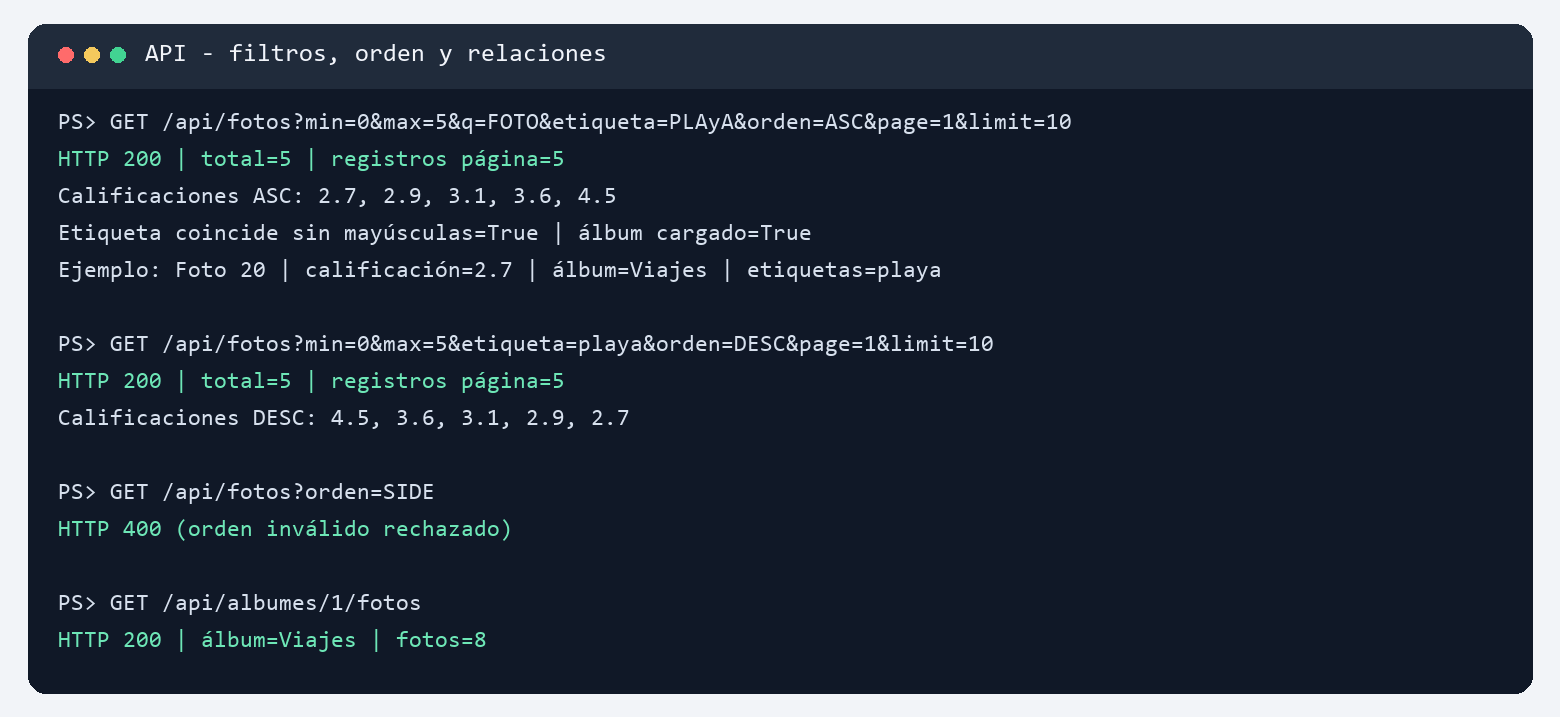 API - filtros, orden y relaciones
PS> GET /api/fotos?min=0&max=5&q=FOTO&etiqueta=PLAyA&orden=ASC&page=1&limit=10
HTTP 200 | total=5 | registros página=5
Calificaciones ASC: 2.7, 2.9, 3.1, 3.6, 4.5
Etiqueta coincide sin mayúsculas=True | álbum cargado=True
Ejemplo: Foto 20 | calificación=2.7 | álbum=Viajes | etiquetas=playa
PS> GET /api/fotos?min=0&max=5&etiqueta=playa&orden=DESC&page=1&limit=10
HTTP 200 | total=5 | registros página=5
Calificaciones DESC: 4.5, 3.6, 3.1, 2.9, 2.7
PS> GET /api/fotos?orden=SIDE
HTTP 400 (orden inválido rechazado)
PS> GET /api/albumes/1/fotos
HTTP 200 | álbum=Viajes | fotos=8